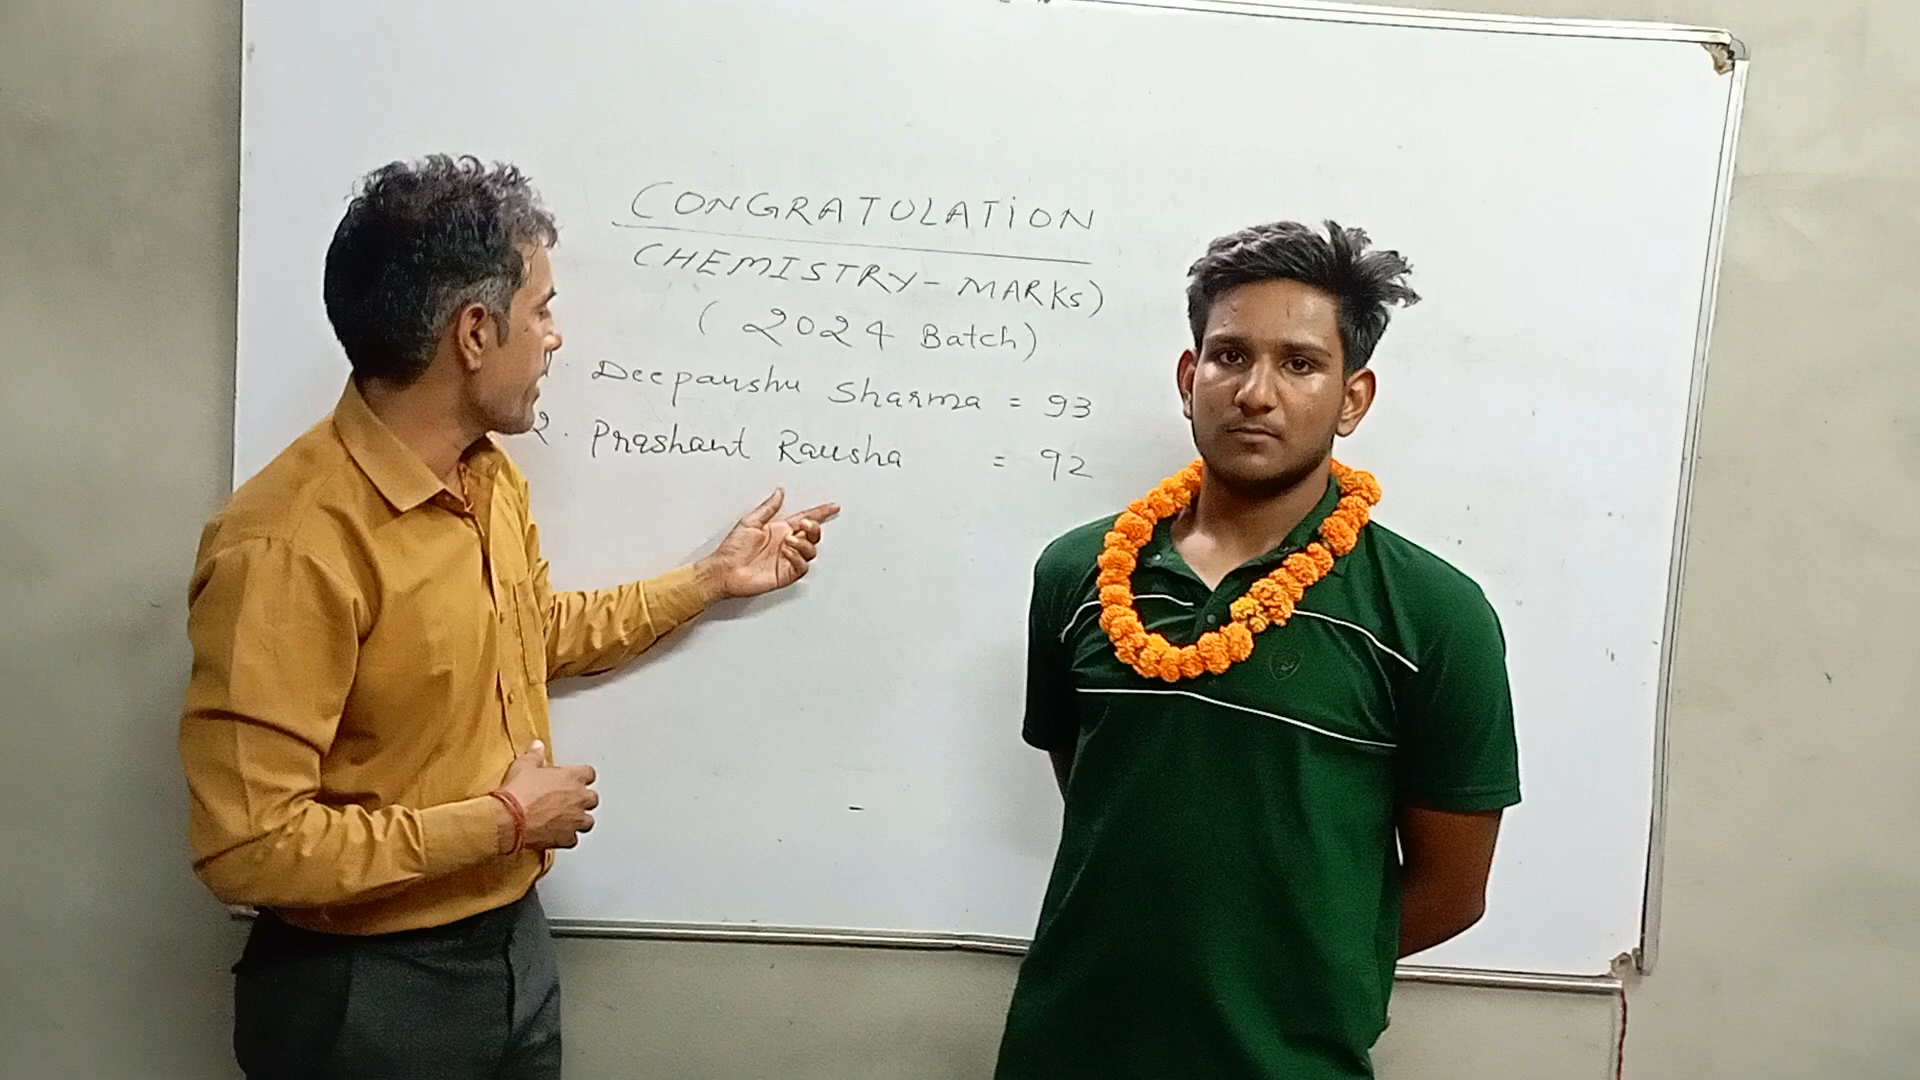 CONGRATULATION
CHEMISTRY - MARKS)
( 2024 Batch)
Deepanshu Sharma = 93
2. Prashant Rausha = 92